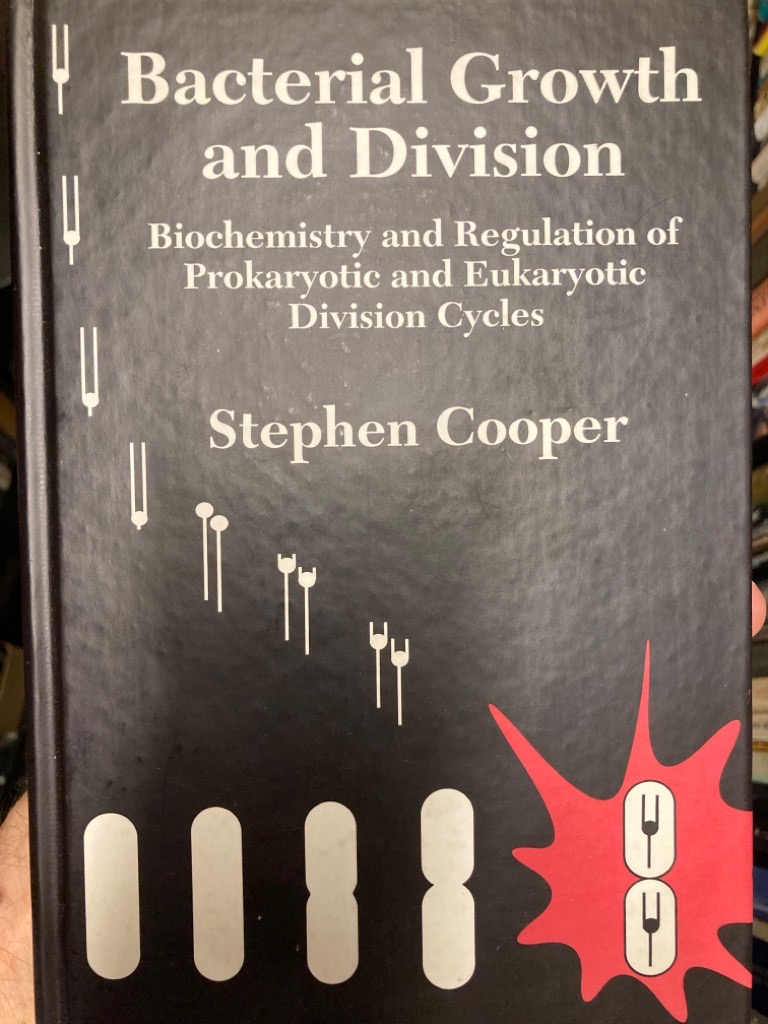 Bacterial Growth
and Division
Biochemistry and Regulation of
Prokaryotic and Eukaryotic
Division Cycles
Stephen Cooper